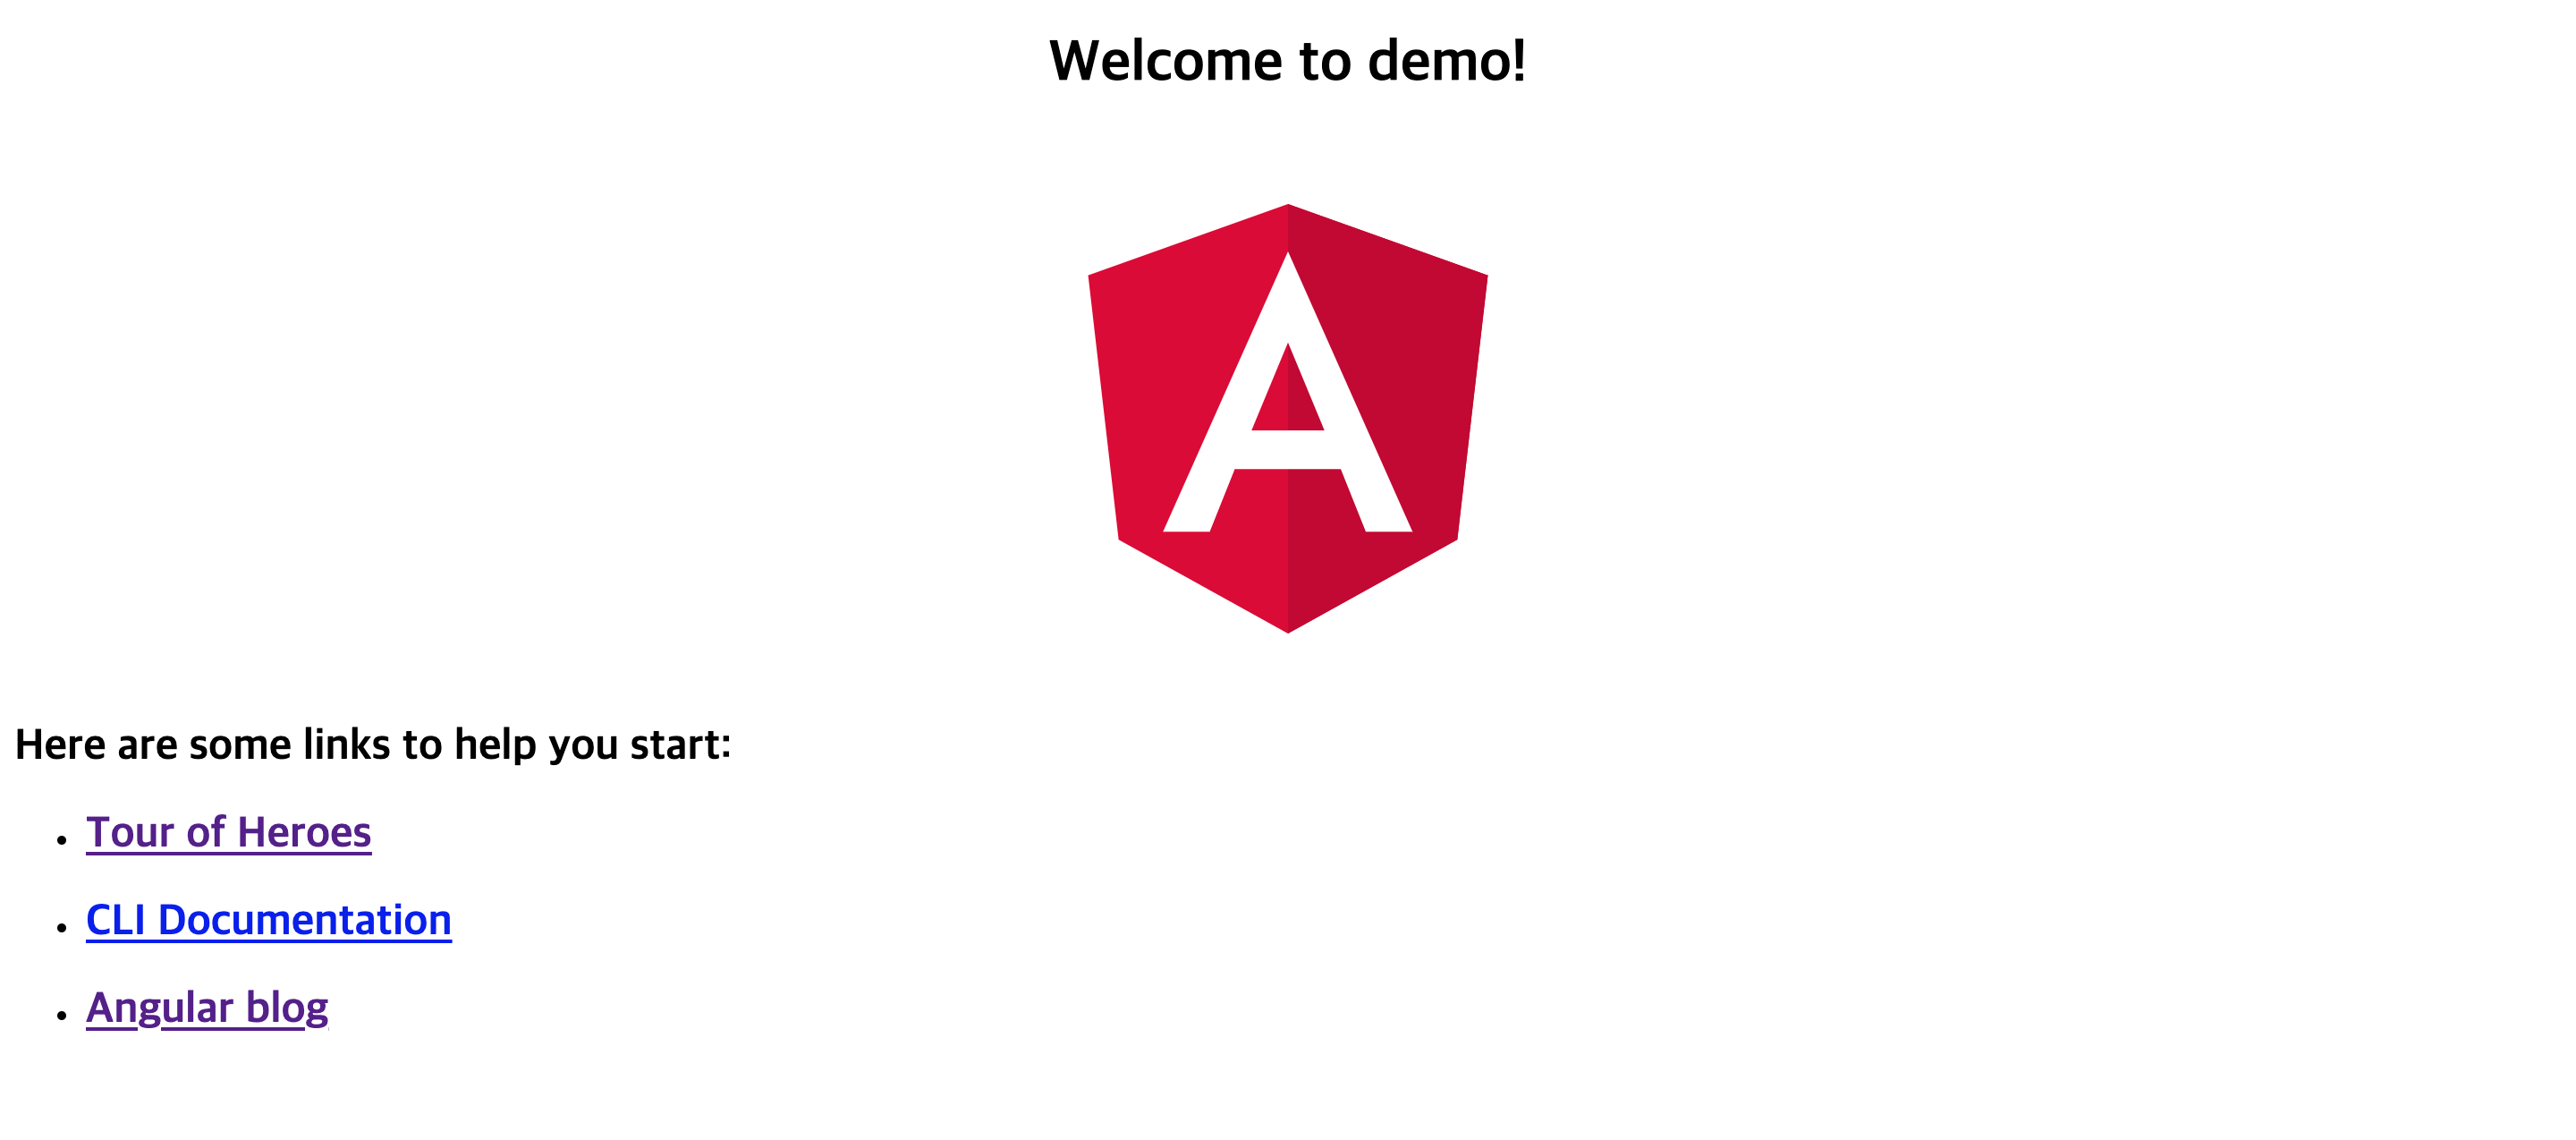 Welcome to demo!
A
Here are some links to help you start:
Tour of Heroes
CLI Documentation
Angular blog